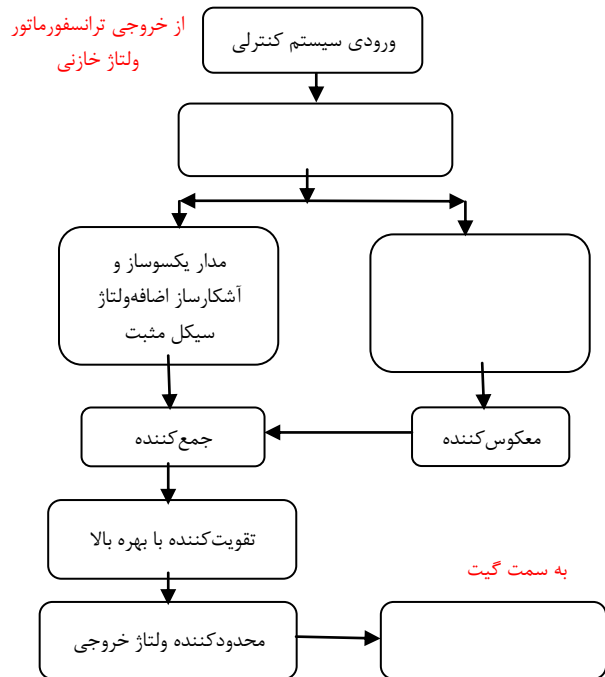 از خروجی ترانسفورماتور
ولتاژ خازنی
ورودی سیستم کنترلی
مدار یکسوساز و
آشکارساز اضافه‌ولتاژ
سیکل مثبت
معکوس‌کننده
جمع‌کننده
تقویت‌کننده با بهره بالا
به سمت گیت
محدودکننده ولتاژ خروجی